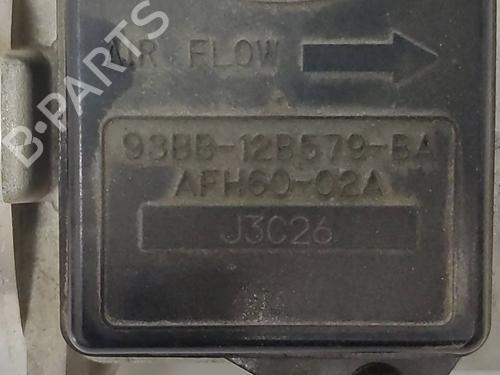 AIR FLOW
93BB-12B579-BA
AFH60-02A
J3C26
B-PARTS